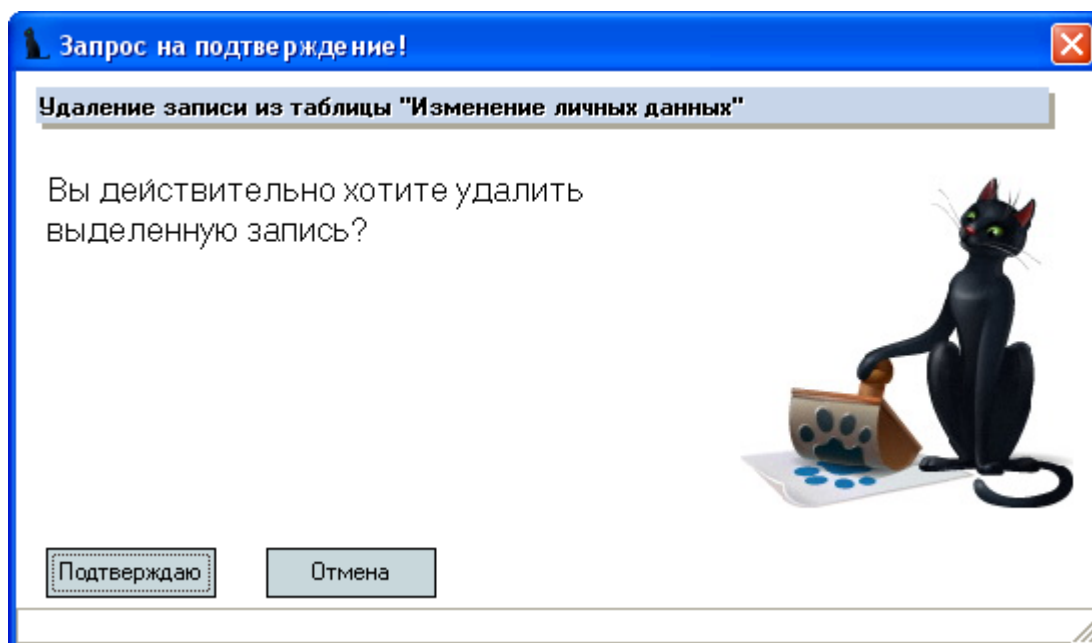 Запрос на подтверждение!
Удаление записи из таблицы "Изменение личных данных"
Вы действительно хотите удалить
выделенную запись?
Подтверждаю
Отмена